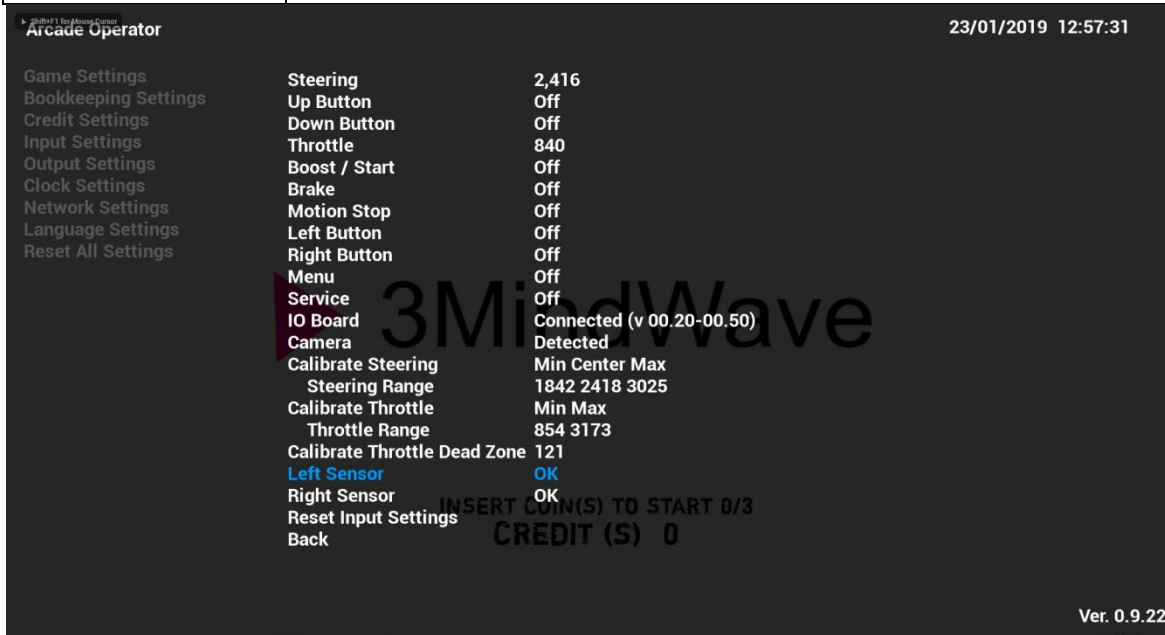 Shift+F1 for Mouse Cursor
Arcade Operator
23/01/2019 12:57:31
Game Settings
Bookkeeping Settings
Credit Settings
Input Settings
Output Settings
Clock Settings
Network Settings
Language Settings
Reset All Settings
Steering 2,416
Up Button Off
Down Button Off
Throttle 840
Boost / Start Off
Brake Off
Motion Stop Off
Left Button Off
Right Button Off
Menu Off
Service Off
IO Board Connected (v 00.20-00.50)
Camera Detected
Calibrate Steering Min Center Max
Steering Range 1842 2418 3025
Calibrate Throttle Min Max
Throttle Range 854 3173
Calibrate Throttle Dead Zone 121
Left Sensor OK
Right Sensor OK
Reset Input Settings
Back
3MindWave
INSERT COIN(S) TO START 0/3
CREDIT (S) 0
Ver. 0.9.22